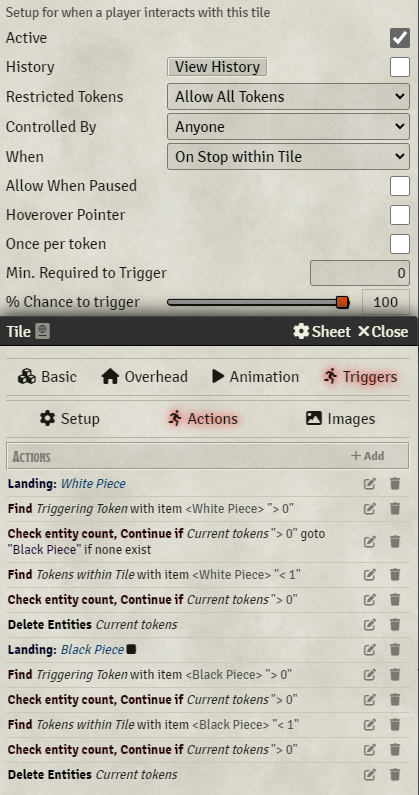 Setup for when a player interacts with this tile
Active
History View History
Restricted Tokens Allow All Tokens
Controlled By Anyone
When On Stop within Tile
Allow When Paused
Hoverover Pointer
Once per token
Min. Required to Trigger 0
% Chance to trigger 100
Tile Sheet Close
Basic Overhead Animation Triggers
Setup Actions Images
Actions + Add
Landing: White Piece
Find Triggering Token with item <White Piece> "> 0"
Check entity count, Continue if Current tokens "> 0" goto
"Black Piece" if none exist
Find Tokens within Tile with item <White Piece> "< 1"
Check entity count, Continue if Current tokens "> 0"
Delete Entities Current tokens
Landing: Black Piece
Find Triggering Token with item <Black Piece> "> 0"
Check entity count, Continue if Current tokens "> 0"
Find Tokens within Tile with item <Black Piece> "< 1"
Check entity count, Continue if Current tokens "> 0"
Delete Entities Current tokens